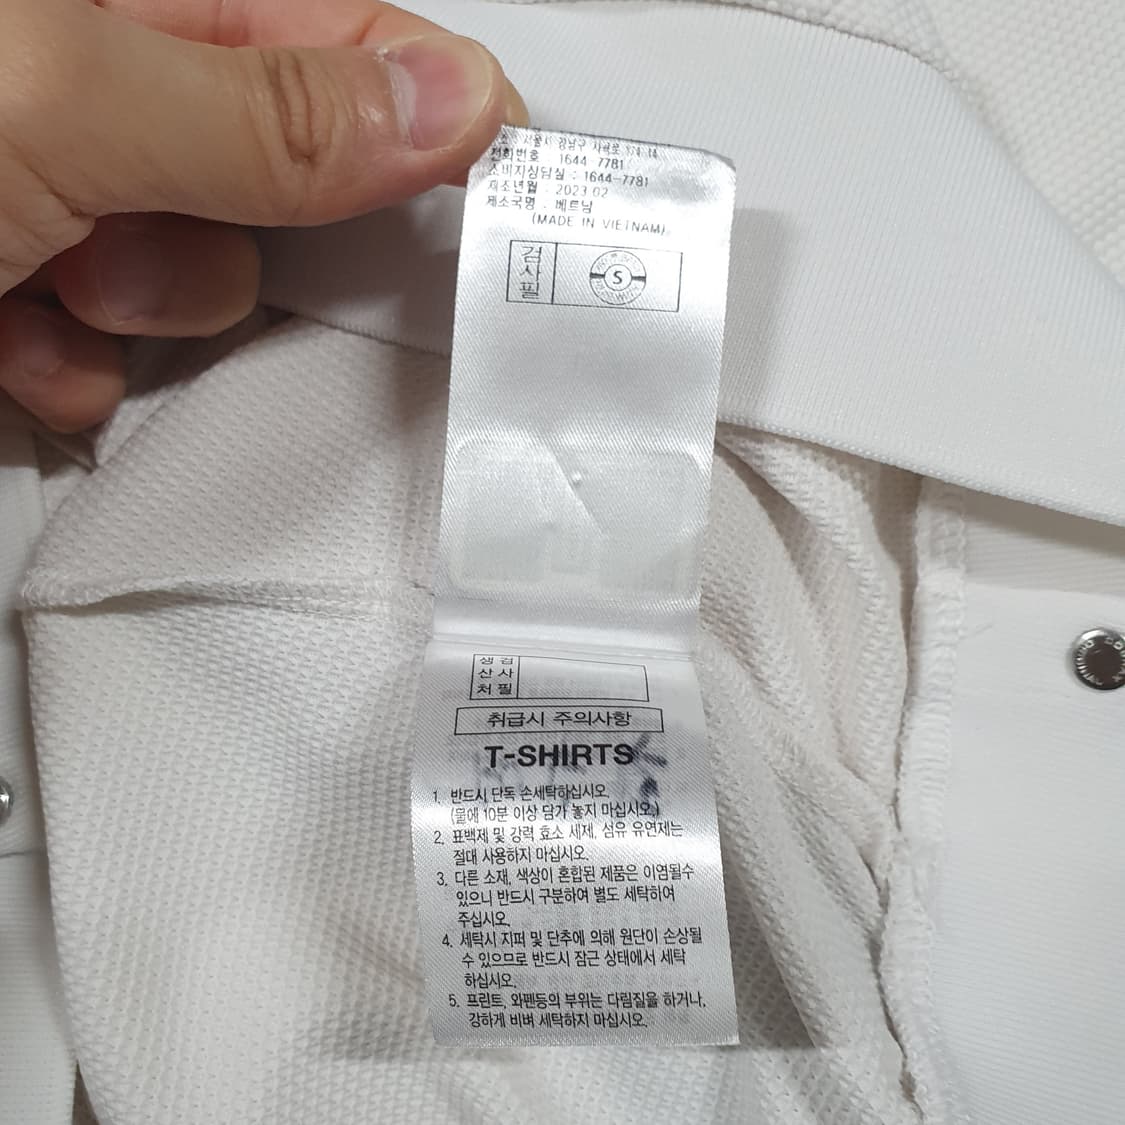 서울시 강남구
전화번호 : 1644-7781
소비자상담실 : 1644-7781
제조년월 : 2023.02
제조국명 : 베트남
(MADE IN VIETNAM)
검사필
S
생산처
검사필
취급시 주의사항
T-SHIRTS
1. 반드시 단독 손세탁하십시오.
(물에 10분 이상 담가 놓지 마십시오.)
2. 표백제 및 강력 효소 세제, 섬유 유연제는
절대 사용하지 마십시오.
3. 다른 소재, 색상이 혼합된 제품은 이염될수
있으니 반드시 구분하여 별도 세탁하여
주십시오.
4. 세탁시 지퍼 및 단추에 의해 원단이 손상될
수 있으므로 반드시 잠근 상태에서 세탁
하십시오.
5. 프린트, 와펜등의 부위는 다림질을 하거나,
강하게 비벼 세탁하지 마십시오.